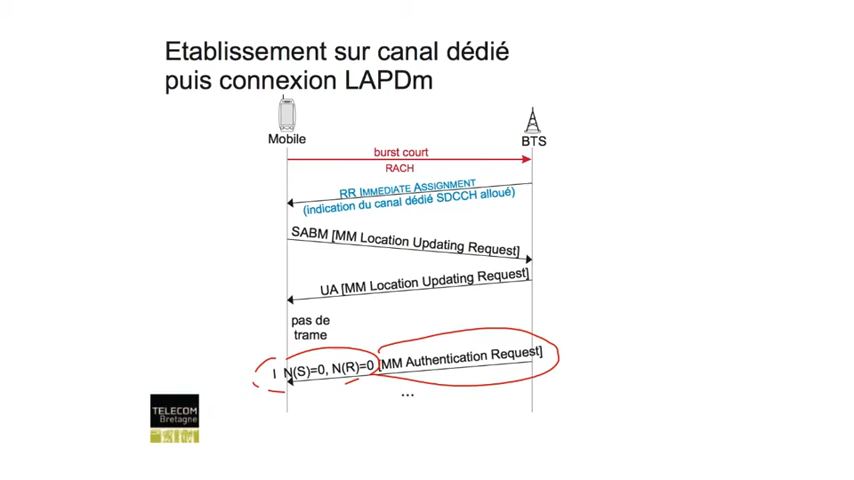 Etablissement sur canal dédié
puis connexion LAPDm
Mobile
BTS
burst court
RACH
RR IMMEDIATE ASSIGNMENT
(indication du canal dédié SDCCH alloué)
SABM [MM Location Updating Request]
UA [MM Location Updating Request]
pas de
trame
I N(S)=0, N(R)=0 [MM Authentication Request]
...
TELECOM
Bretagne